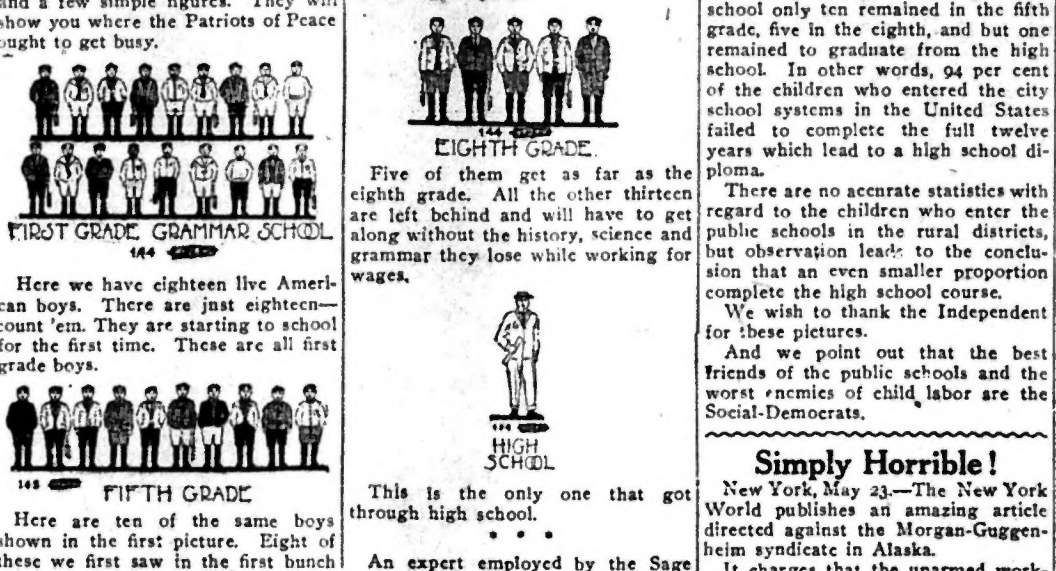 and a few simple figures. They will
show you where the Patriots of Peace
ought to get busy.
FIRST GRADE GRAMMAR SCHOOL
144
Here we have eighteen live Ameri-
can boys. There are just eighteen—
count 'em. They are starting to school
for the first time. These are all first
grade boys.
FIFTH GRADE
Here are ten of the same boys
shown in the first picture. Eight of
these we first saw in the first bunch
144
EIGHTH GRADE.
Five of them get as far as the
eighth grade. All the other thirteen
are left behind and will have to get
along without the history, science and
grammar they lose while working for
wages.
HIGH
SCHOOL
This is the only one that got
through high school.
* * *
An expert employed by the Sage
school only ten remained in the fifth
grade, five in the eighth, and but one
remained to graduate from the high
school. In other words, 94 per cent
of the children who entered the city
school systems in the United States
failed to complete the full twelve
years which lead to a high school di-
ploma.
There are no accurate statistics with
regard to the children who enter the
public schools in the rural districts,
but observation leads to the conclu-
sion that an even smaller proportion
complete the high school course.
We wish to thank the Independent
for these pictures.
And we point out that the best
friends of the public schools and the
worst enemies of child labor are the
Social-Democrats.
Simply Horrible!
New York, May 23.—The New York
World publishes an amazing article
directed against the Morgan-Guggen-
heim syndicate in Alaska.
It charges that the unarmed work-